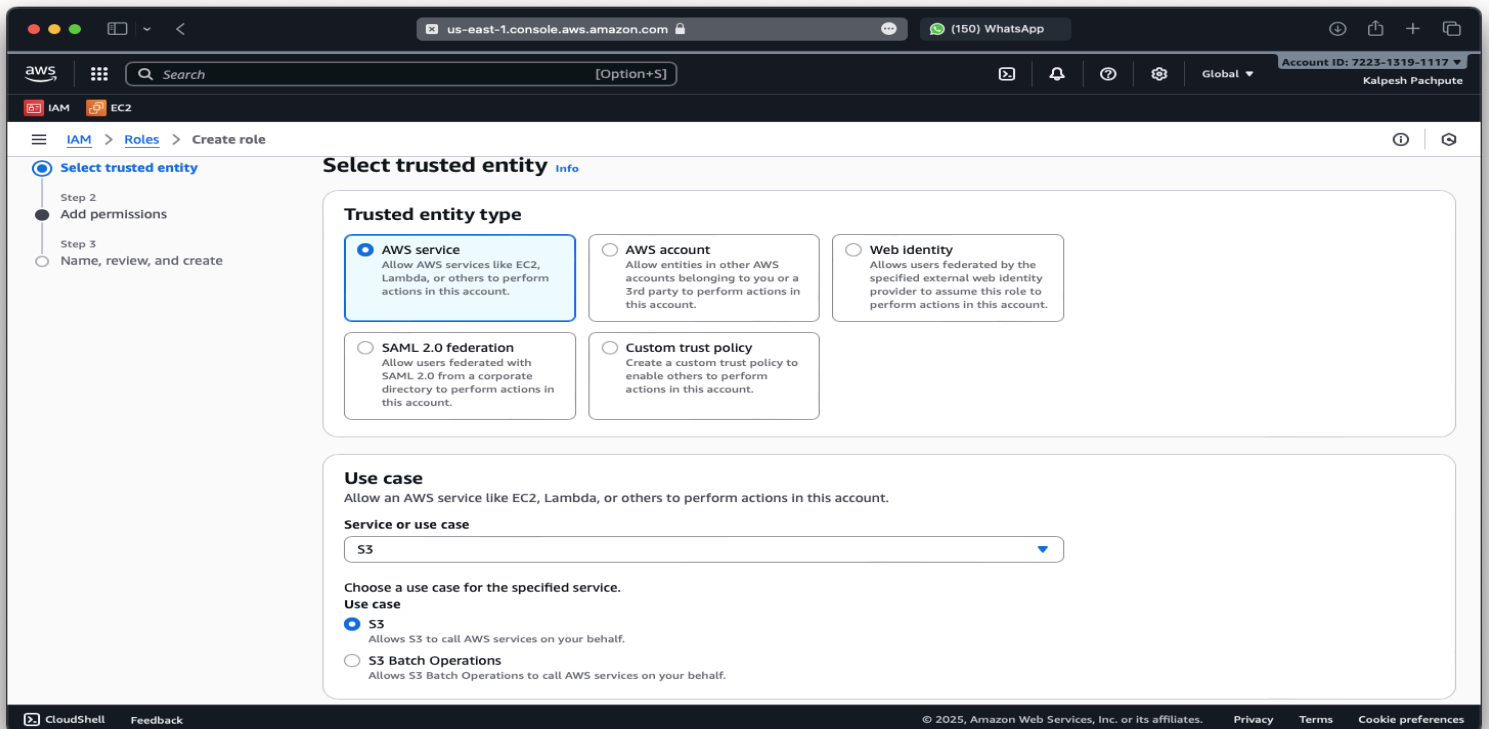 us-east-1.console.aws.amazon.com
(150) WhatsApp
aws
Search
[Option+S]
Global
Account ID: 7223-1319-1117
Kalpesh Pachpute
IAM
EC2
IAM > Roles > Create role
Select trusted entity
Step 2
Add permissions
Step 3
Name, review, and create
Select trusted entity Info
Trusted entity type
AWS service
Allow AWS services like EC2,
Lambda, or others to perform
actions in this account.
AWS account
Allow entities in other AWS
accounts belonging to you or a
3rd party to perform actions in
this account.
Web identity
Allows users federated by the
specified external web identity
provider to assume this role to
perform actions in this account.
SAML 2.0 federation
Allow users federated with
SAML 2.0 from a corporate
directory to perform actions in
this account.
Custom trust policy
Create a custom trust policy to
enable others to perform
actions in this account.
Use case
Allow an AWS service like EC2, Lambda, or others to perform actions in this account.
Service or use case
S3
Choose a use case for the specified service.
Use case
S3
Allows S3 to call AWS services on your behalf.
S3 Batch Operations
Allows S3 Batch Operations to call AWS services on your behalf.
CloudShell
Feedback
© 2025, Amazon Web Services, Inc. or its affiliates.
Privacy
Terms
Cookie preferences